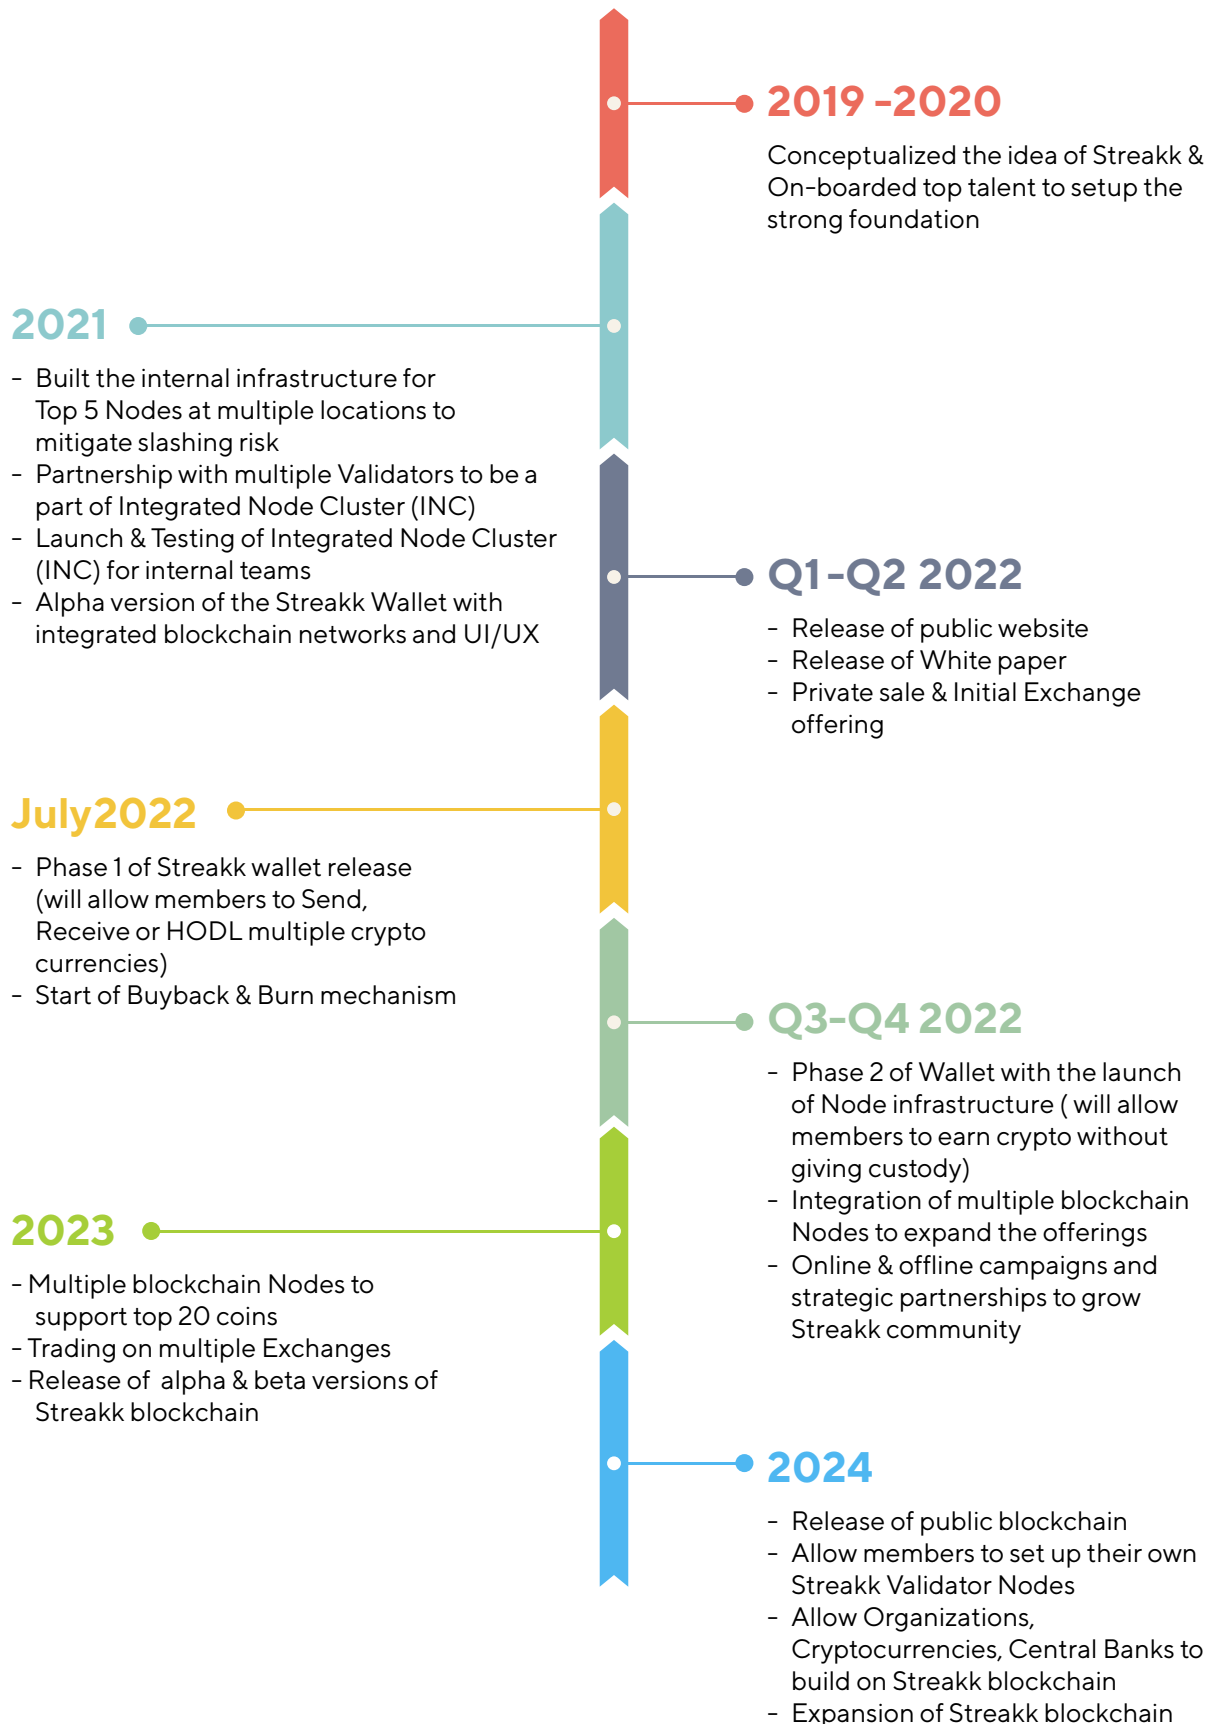 2019 -2020
Conceptualized the idea of Streakk &
On-boarded top talent to setup the
strong foundation
2021
- Built the internal infrastructure for
Top 5 Nodes at multiple locations to
mitigate slashing risk
- Partnership with multiple Validators to be a
part of Integrated Node Cluster (INC)
- Launch & Testing of Integrated Node Cluster
(INC) for internal teams
- Alpha version of the Streakk Wallet with
integrated blockchain networks and UI/UX
Q1-Q2 2022
- Release of public website
- Release of White paper
- Private sale & Initial Exchange
offering
July2022
- Phase 1 of Streakk wallet release
(will allow members to Send,
Receive or HODL multiple crypto
currencies)
- Start of Buyback & Burn mechanism
Q3-Q4 2022
- Phase 2 of Wallet with the launch
of Node infrastructure ( will allow
members to earn crypto without
giving custody)
- Integration of multiple blockchain
Nodes to expand the offerings
- Online & offline campaigns and
strategic partnerships to grow
Streakk community
2023
- Multiple blockchain Nodes to
support top 20 coins
- Trading on multiple Exchanges
- Release of alpha & beta versions of
Streakk blockchain
2024
- Release of public blockchain
- Allow members to set up their own
Streakk Validator Nodes
- Allow Organizations,
Cryptocurrencies, Central Banks to
build on Streakk blockchain
- Expansion of Streakk blockchain